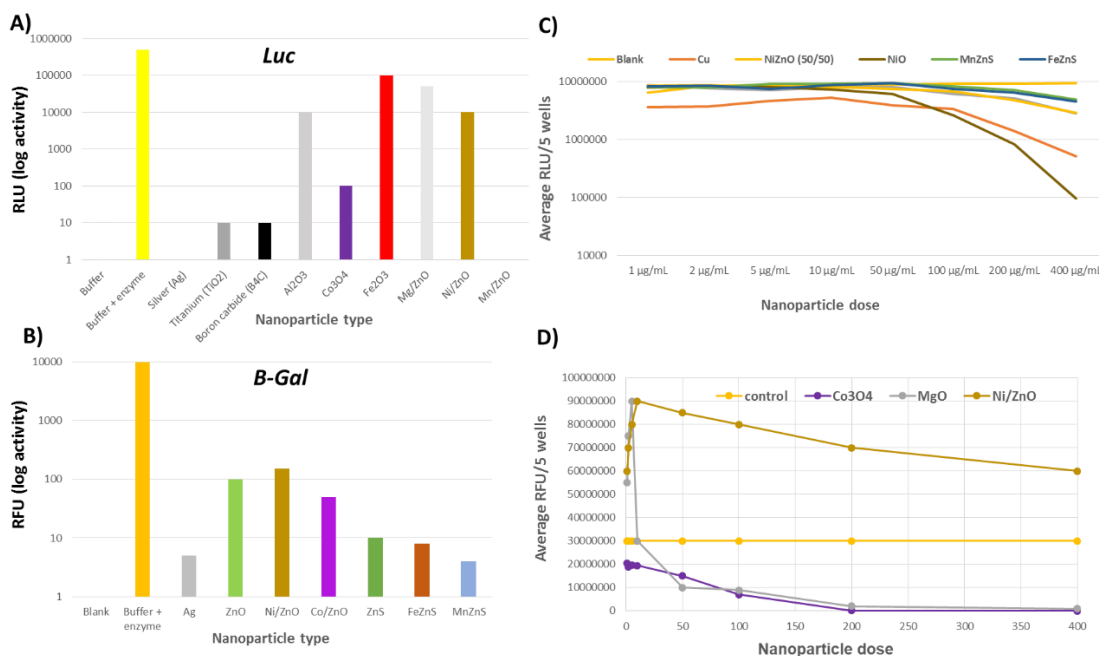 A)
Luc
RLU (log activity)
1000000
100000
10000
1000
100
10
1
Buffer
Buffer + enzyme
Silver (Ag)
Titanium (TiO2)
Boron carbide (B4C)
Al2O3
Co3O4
Fe2O3
Mg/ZnO
Ni/ZnO
Mn/ZnO
Nanoparticle type
B)
B-Gal
RFU (log activity)
10000
1000
100
10
1
Blank
Buffer + enzyme
Ag
ZnO
Ni/ZnO
Co/ZnO
ZnS
FeZnS
MnZnS
Nanoparticle type
C)
Blank
Cu
NiZnO (50/50)
NiO
MnZnS
FeZnS
Average RLU/5 wells
10000000
1000000
100000
10000
1 µg/mL
2 µg/mL
5 µg/mL
10 µg/mL
50 µg/mL
100 µg/mL
200 µg/mL
400 µg/mL
Nanoparticle dose
D)
control
Co3O4
MgO
Ni/ZnO
Average RFU/5 wells
100000000
90000000
80000000
70000000
60000000
50000000
40000000
30000000
20000000
10000000
0
0
50
100
150
200
250
300
350
400
Nanoparticle dose